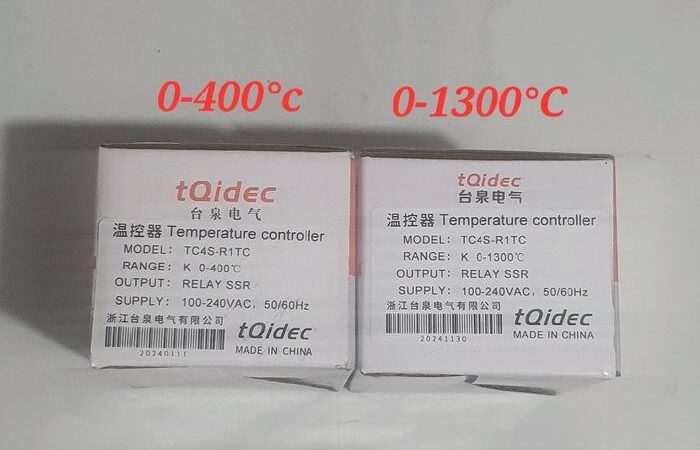 0-400°c
0-1300°C
tQidec
台泉电气
温控器 Temperature controller
MODEL: TC4S-R1TC
RANGE: K 0-400℃
OUTPUT: RELAY SSR
SUPPLY: 100-240VAC, 50/60Hz
浙江台泉电气有限公司
20240111
tQidec
MADE IN CHINA
tQidec
台泉电气
温控器 Temperature controller
MODEL: TC4S-R1TC
RANGE: K 0-1300℃
OUTPUT: RELAY SSR
SUPPLY: 100-240VAC, 50/60Hz
浙江台泉电气有限公司
20241130
tQidec
MADE IN CHINA